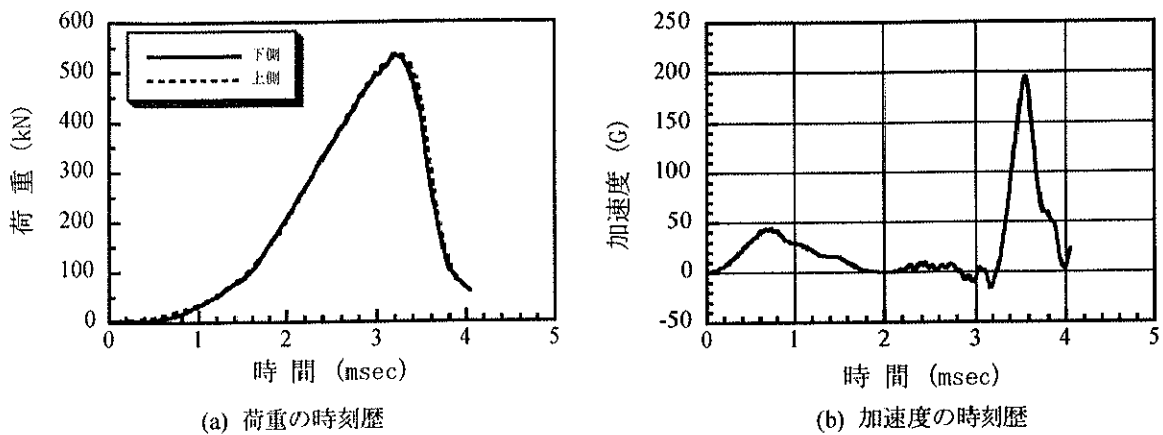 600
500
400
300
200
100
0
荷 重 (kN)
下側
上側
0 1 2 3 4 5
時 間 (msec)
(a) 荷重の時刻歴
250
200
150
100
50
0
-50
加速度 (G)
0 1 2 3 4 5
時 間 (msec)
(b) 加速度の時刻歴